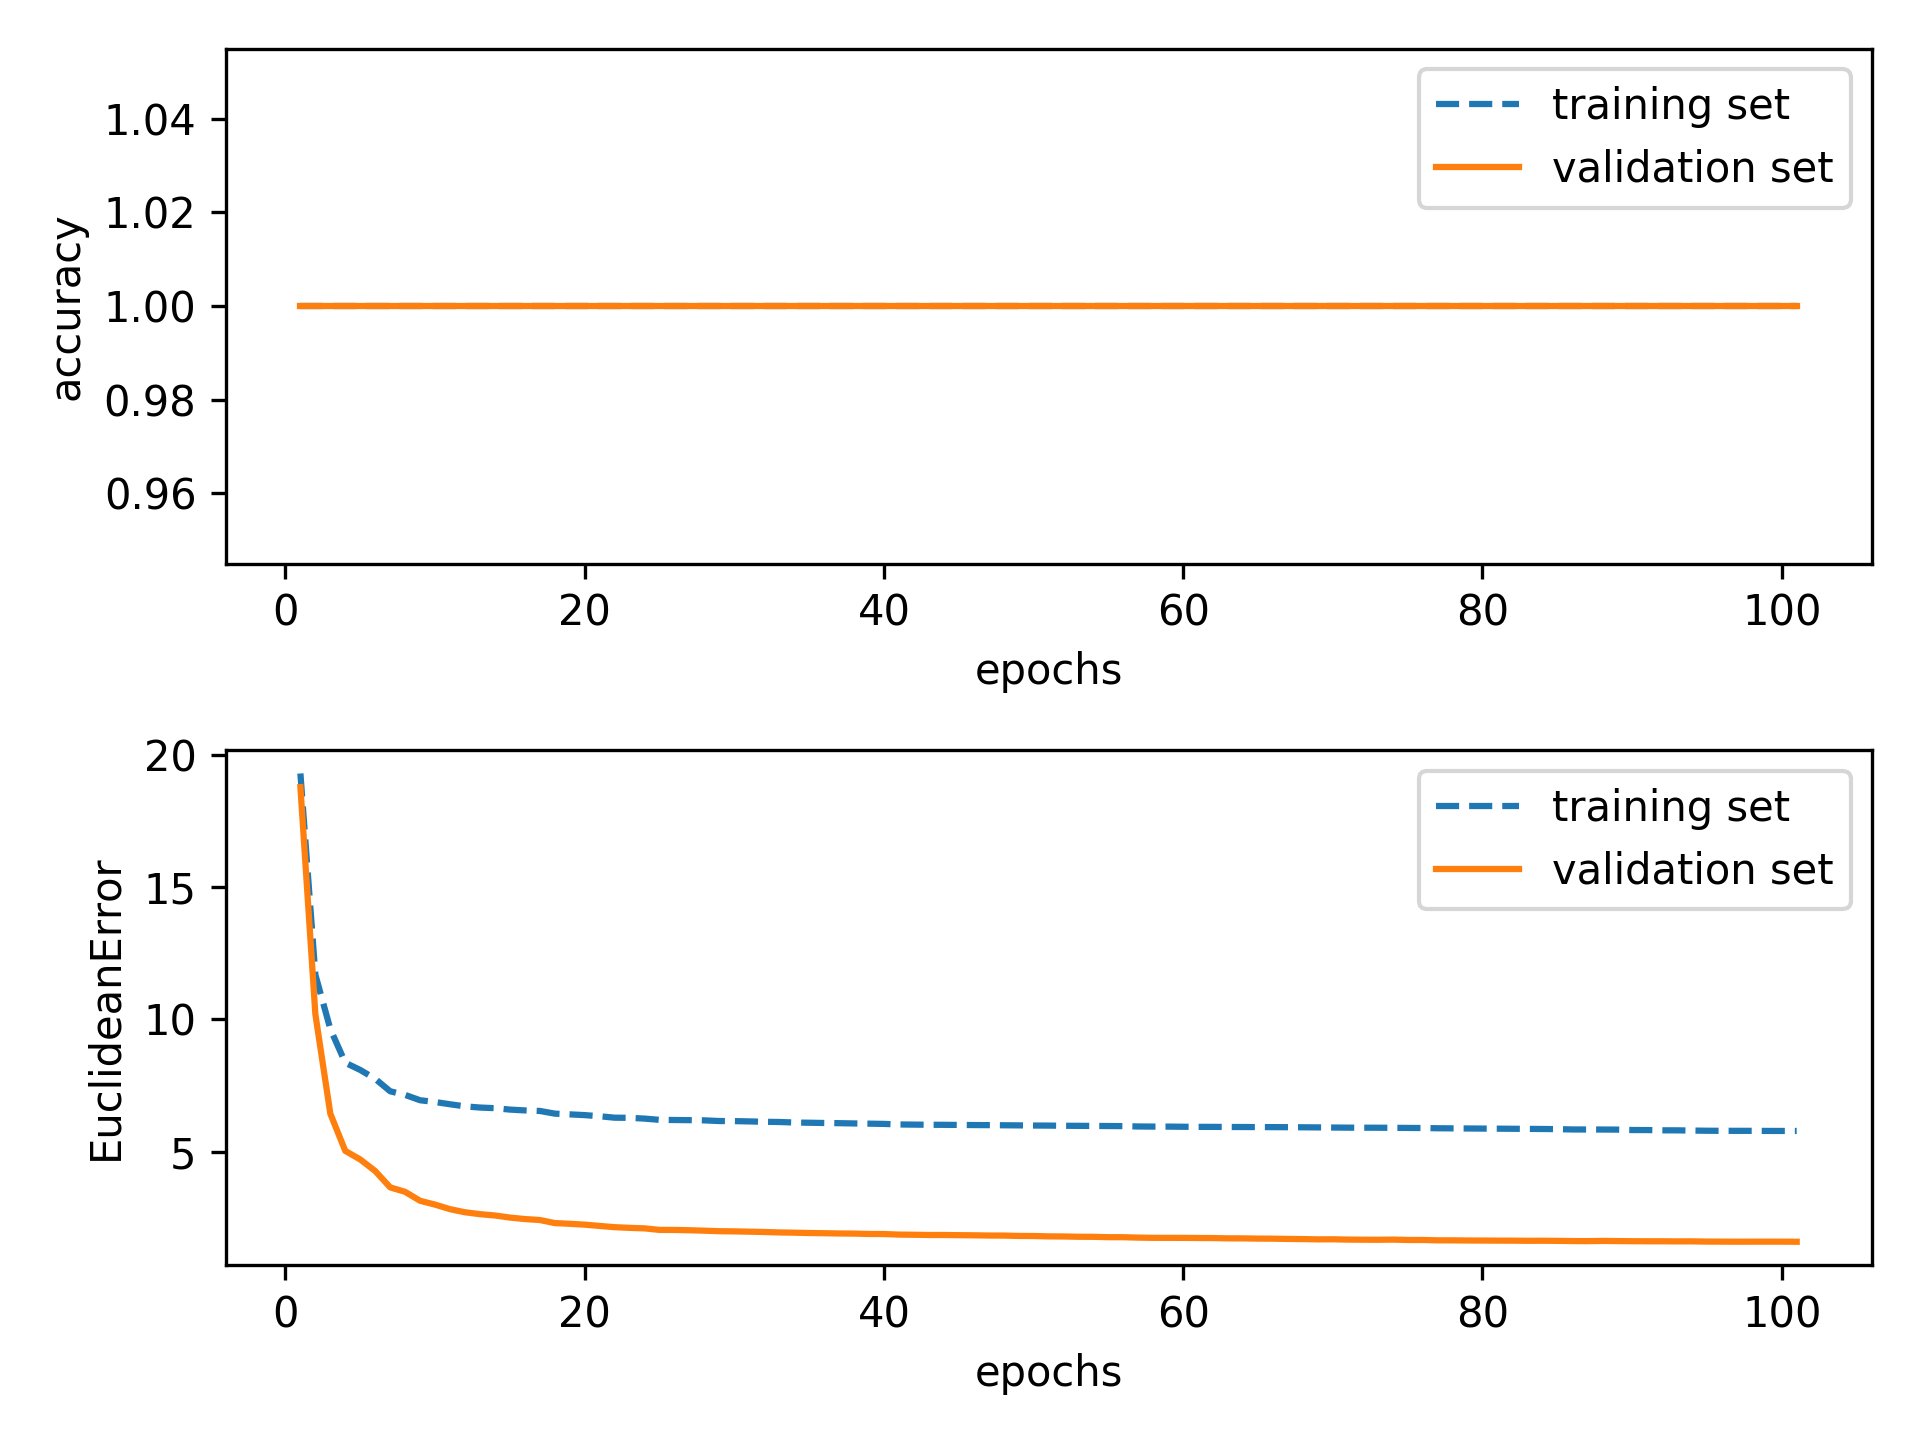 training set
validation set
1.04
1.02
1.00
0.98
0.96
accuracy
0 20 40 60 80 100
epochs
training set
validation set
20
15
10
5
EuclideanError
0 20 40 60 80 100
epochs